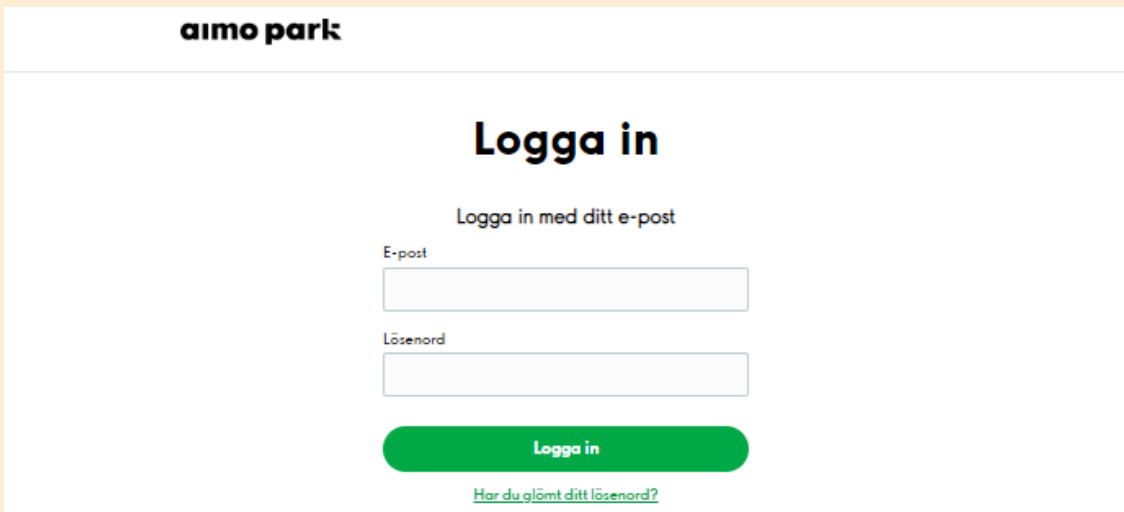 aimo park
Logga in
Logga in med ditt e-post
E-post
Lösenord
Logga in
Har du glömt ditt lösenord?